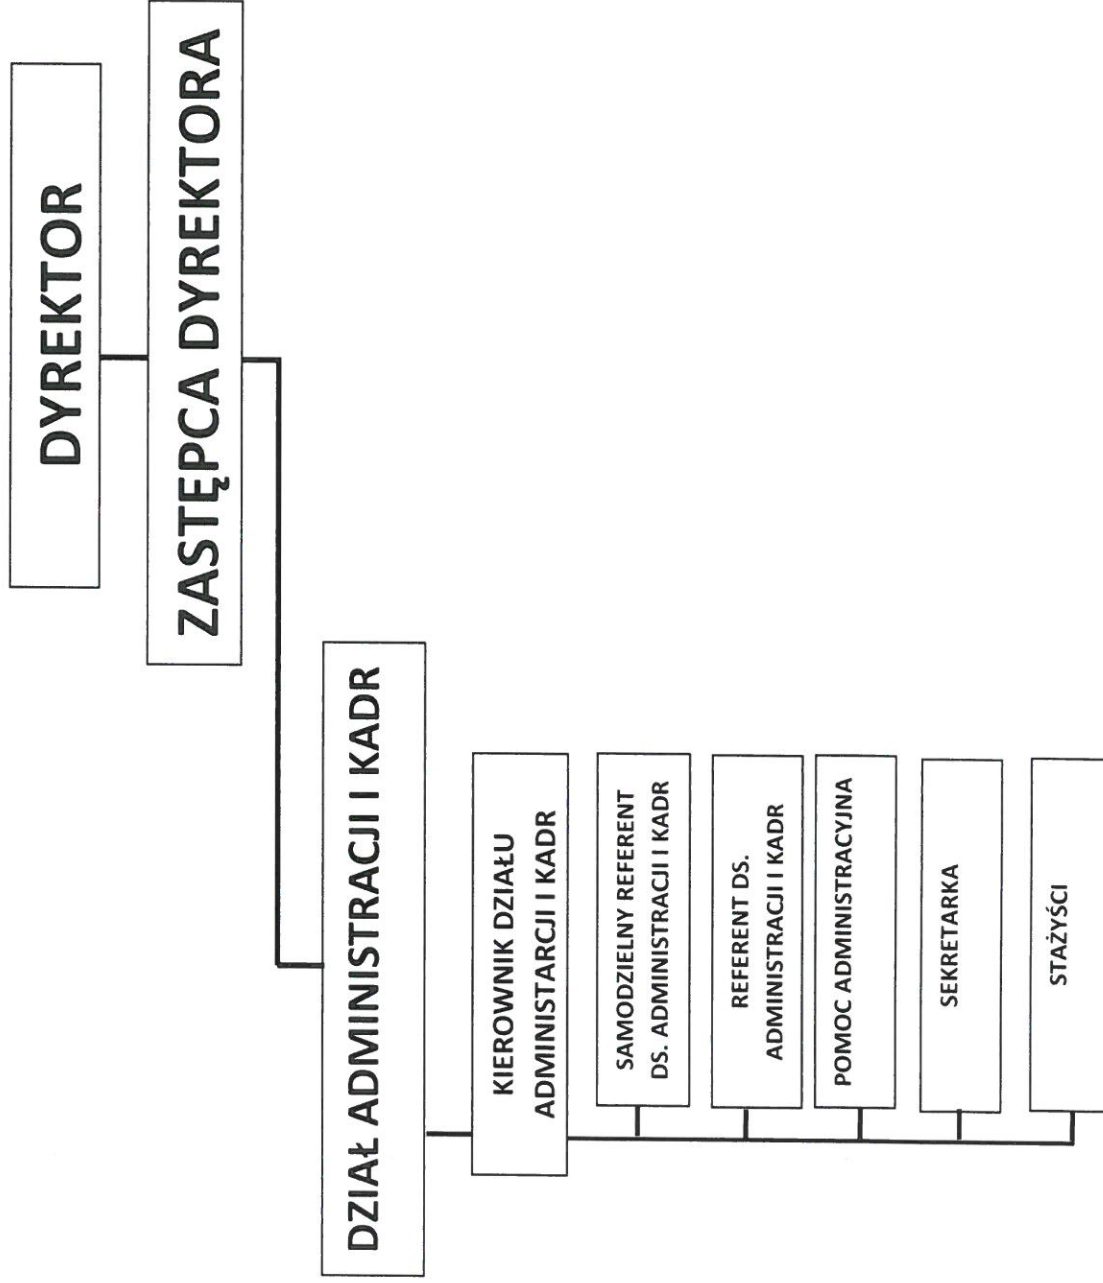 DYREKTOR
ZASTĘPCA DYREKTORA
DZIAŁ ADMINISTRACJI I KADR
KIEROWNIK DZIAŁU
ADMINISTARCJI I KADR
SAMODZIELNY REFERENT
DS. ADMINISTRACJI I KADR
REFERENT DS.
ADMINISTRACJI I KADR
POMOC ADMINISTRACYJNA
SEKRETARKA
STAŻYŚCI